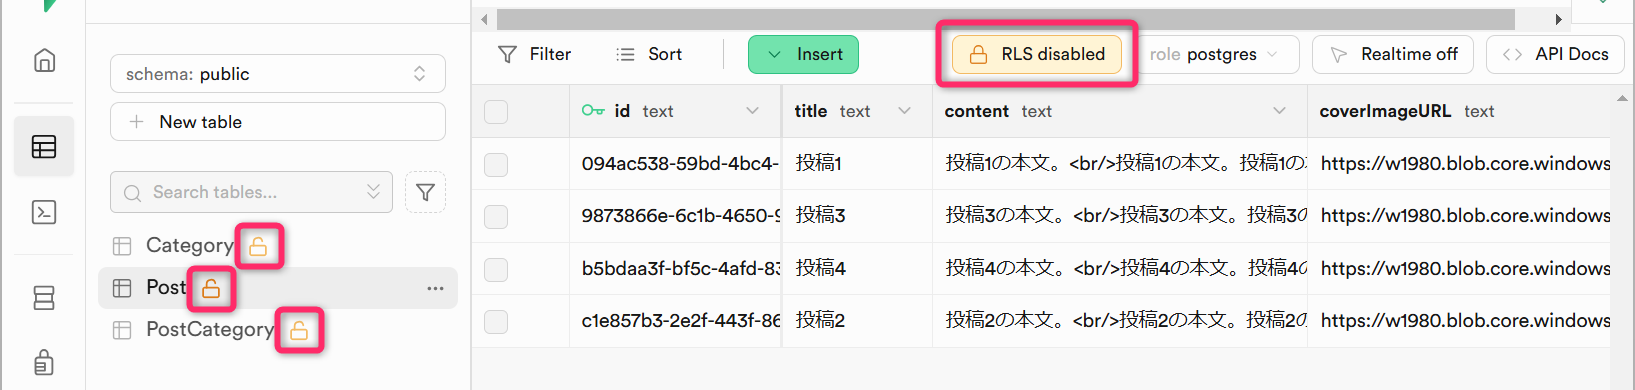 schema: public
New table
Search tables...
Category
Post
PostCategory
Filter
Sort
Insert
RLS disabled
role postgres
Realtime off
API Docs
id text
title text
content text
coverImageURL text
094ac538-59bd-4bc4- 投稿1 投稿1の本文。<br/>投稿1の本文。投稿1の https://w1980.blob.core.windows
9873866e-6c1b-4650-9 投稿3 投稿3の本文。<br/>投稿3の本文。投稿3の https://w1980.blob.core.windows
b5bdaa3f-bf5c-4afd-83 投稿4 投稿4の本文。<br/>投稿4の本文。投稿4の https://w1980.blob.core.windows
c1e857b3-2e2f-443f-86 投稿2 投稿2の本文。<br/>投稿2の本文。投稿2の https://w1980.blob.core.windows